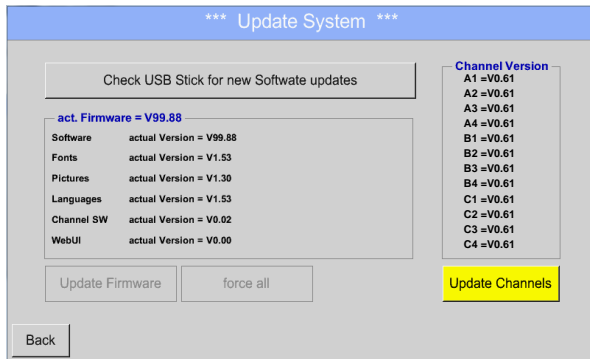 *** Update System ***
Check USB Stick for new Softwate updates
act. Firmware = V99.88
Software actual Version = V99.88
Fonts actual Version = V1.53
Pictures actual Version = V1.30
Languages actual Version = V1.53
Channel SW actual Version = V0.02
WebUI actual Version = V0.00
Update Firmware
force all
Channel Version
A1 =V0.61
A2 =V0.61
A3 =V0.61
A4 =V0.61
B1 =V0.61
B2 =V0.61
B3 =V0.61
B4 =V0.61
C1 =V0.61
C2 =V0.61
C3 =V0.61
C4 =V0.61
Update Channels
Back